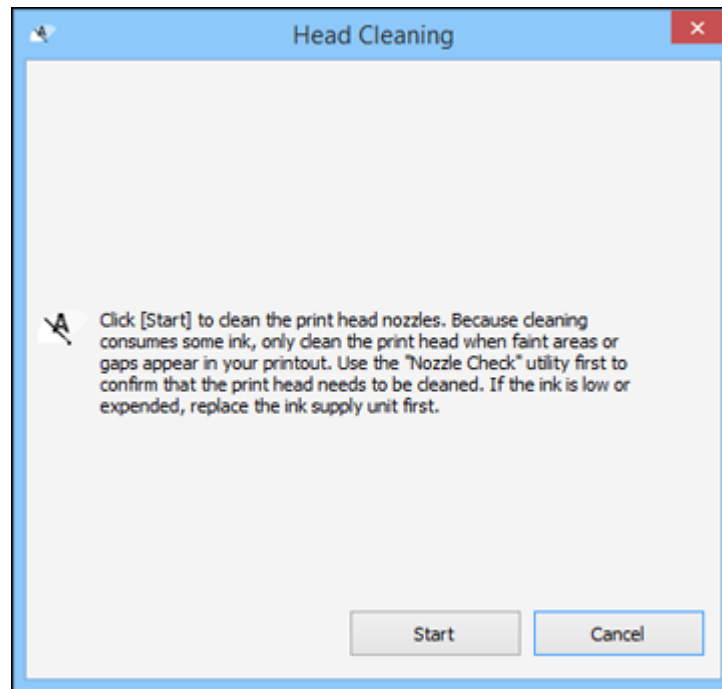 Head Cleaning
Click [Start] to clean the print head nozzles. Because cleaning
consumes some ink, only clean the print head when faint areas or
gaps appear in your printout. Use the "Nozzle Check" utility first to
confirm that the print head needs to be cleaned. If the ink is low or
expended, replace the ink supply unit first.
Start
Cancel